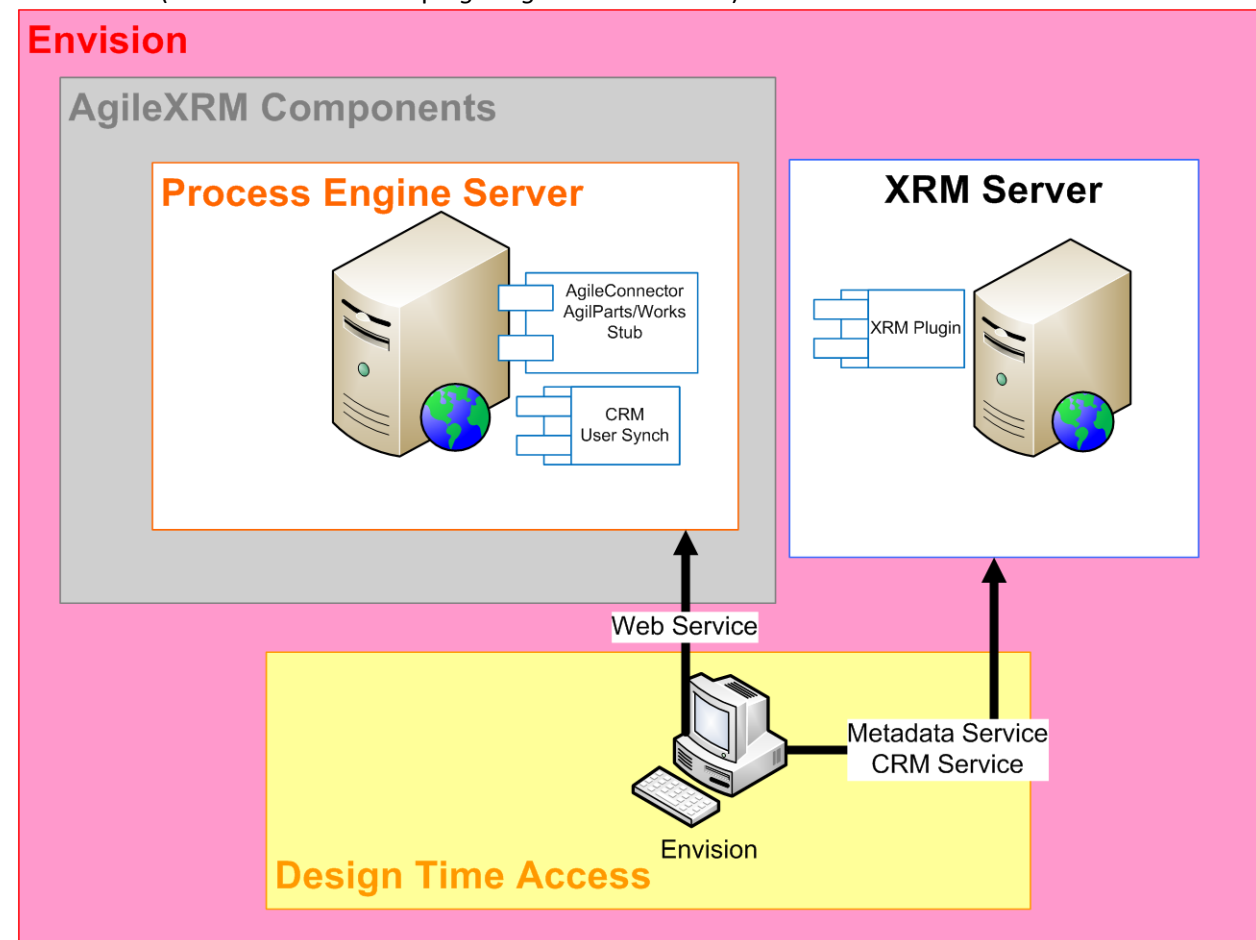 Envision
AgileXRM Components
Process Engine Server
XRM Server
AgileConnector
AgilParts/Works
Stub
XRM Plugin
CRM
User Synch
Web Service
Metadata Service
CRM Service
Envision
Design Time Access